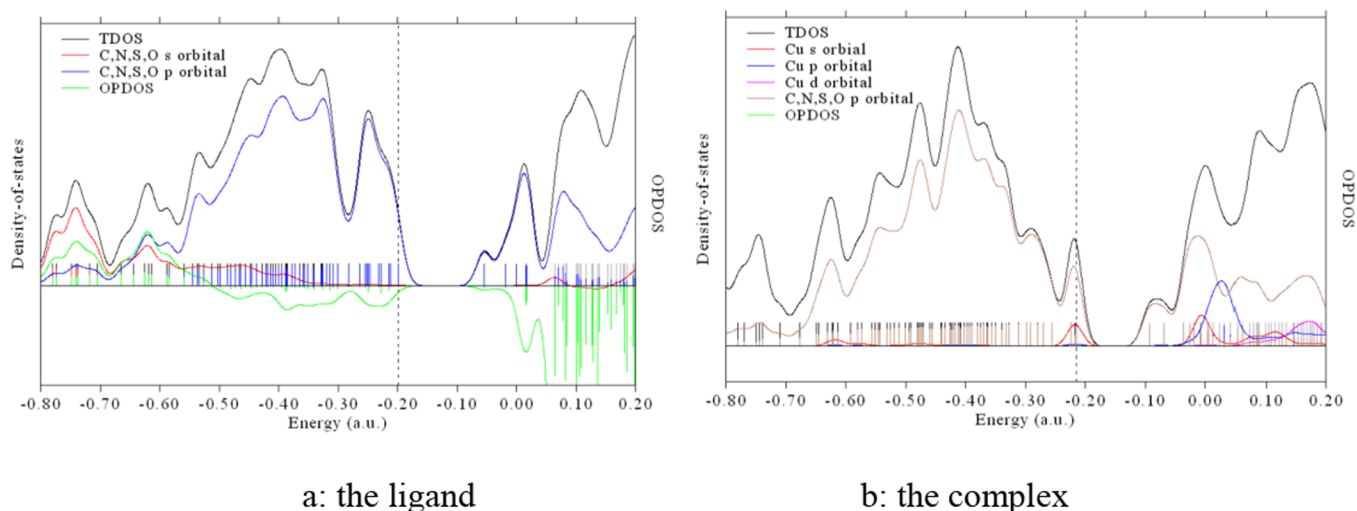 TDOS
C,N,S,O s orbital
C,N,S,O p orbital
OPDOS
Density-of-states
OPDOS
-0.80 -0.70 -0.60 -0.50 -0.40 -0.30 -0.20 -0.10 0.00 0.10 0.20
Energy (a.u.)
a: the ligand
TDOS
Cu s orbial
Cu p orbital
Cu d orbital
C,N,S,O p orbital
OPDOS
Density-of-states
OPDOS
-0.80 -0.70 -0.60 -0.50 -0.40 -0.30 -0.20 -0.10 0.00 0.10 0.20
Energy (a.u.)
b: the complex